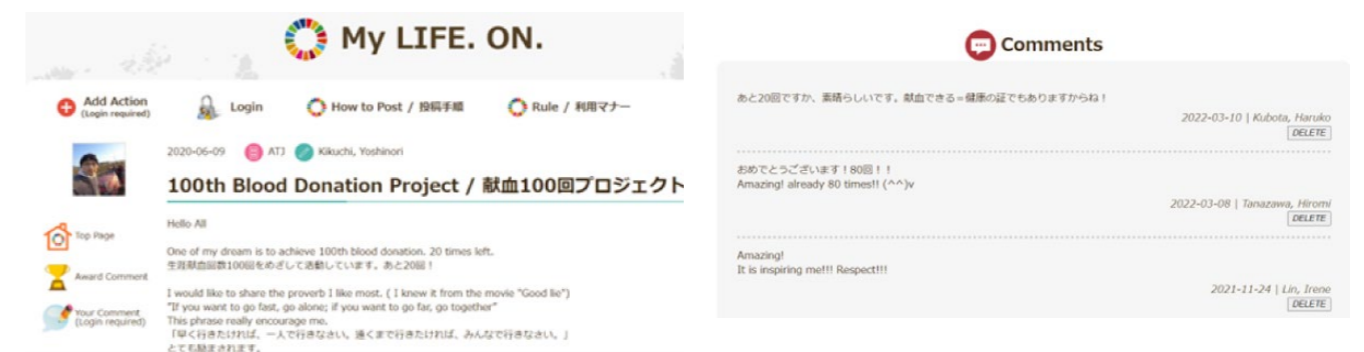 My LIFE. ON.
Add Action
(Login required)
Login
How to Post / 投稿手順
Rule / 利用マナー
2020-06-09 ATJ Kikuchi, Yoshinori
100th Blood Donation Project / 献血100回プロジェクト
Top Page
Award Comment
Your Comment
(Login required)
Hello All
One of my dream is to achieve 100th blood donation. 20 times left.
生涯献血回数100回をめざして活動しています。あと20回！
I would like to share the proverb I like most. ( I knew it from the movie "Good lie")
"If you want to go fast, go alone; if you want to go far, go together"
This phrase really encourage me.
「早く行きたければ、一人で行きなさい。遠くまで行きたければ、みんなで行きなさい。」
とても励まされます。
Comments
あと20回ですか、素晴らしいです。献血できる=健康の証でもありますからね！
2022-03-10 | Kubota, Haruko
DELETE
おめでとうございます！80回！！
Amazing! already 80 times!! (^^)v
2022-03-08 | Tanazawa, Hiromi
DELETE
Amazing!
It is inspiring me!!! Respect!!!
2021-11-24 | Lin, Irene
DELETE